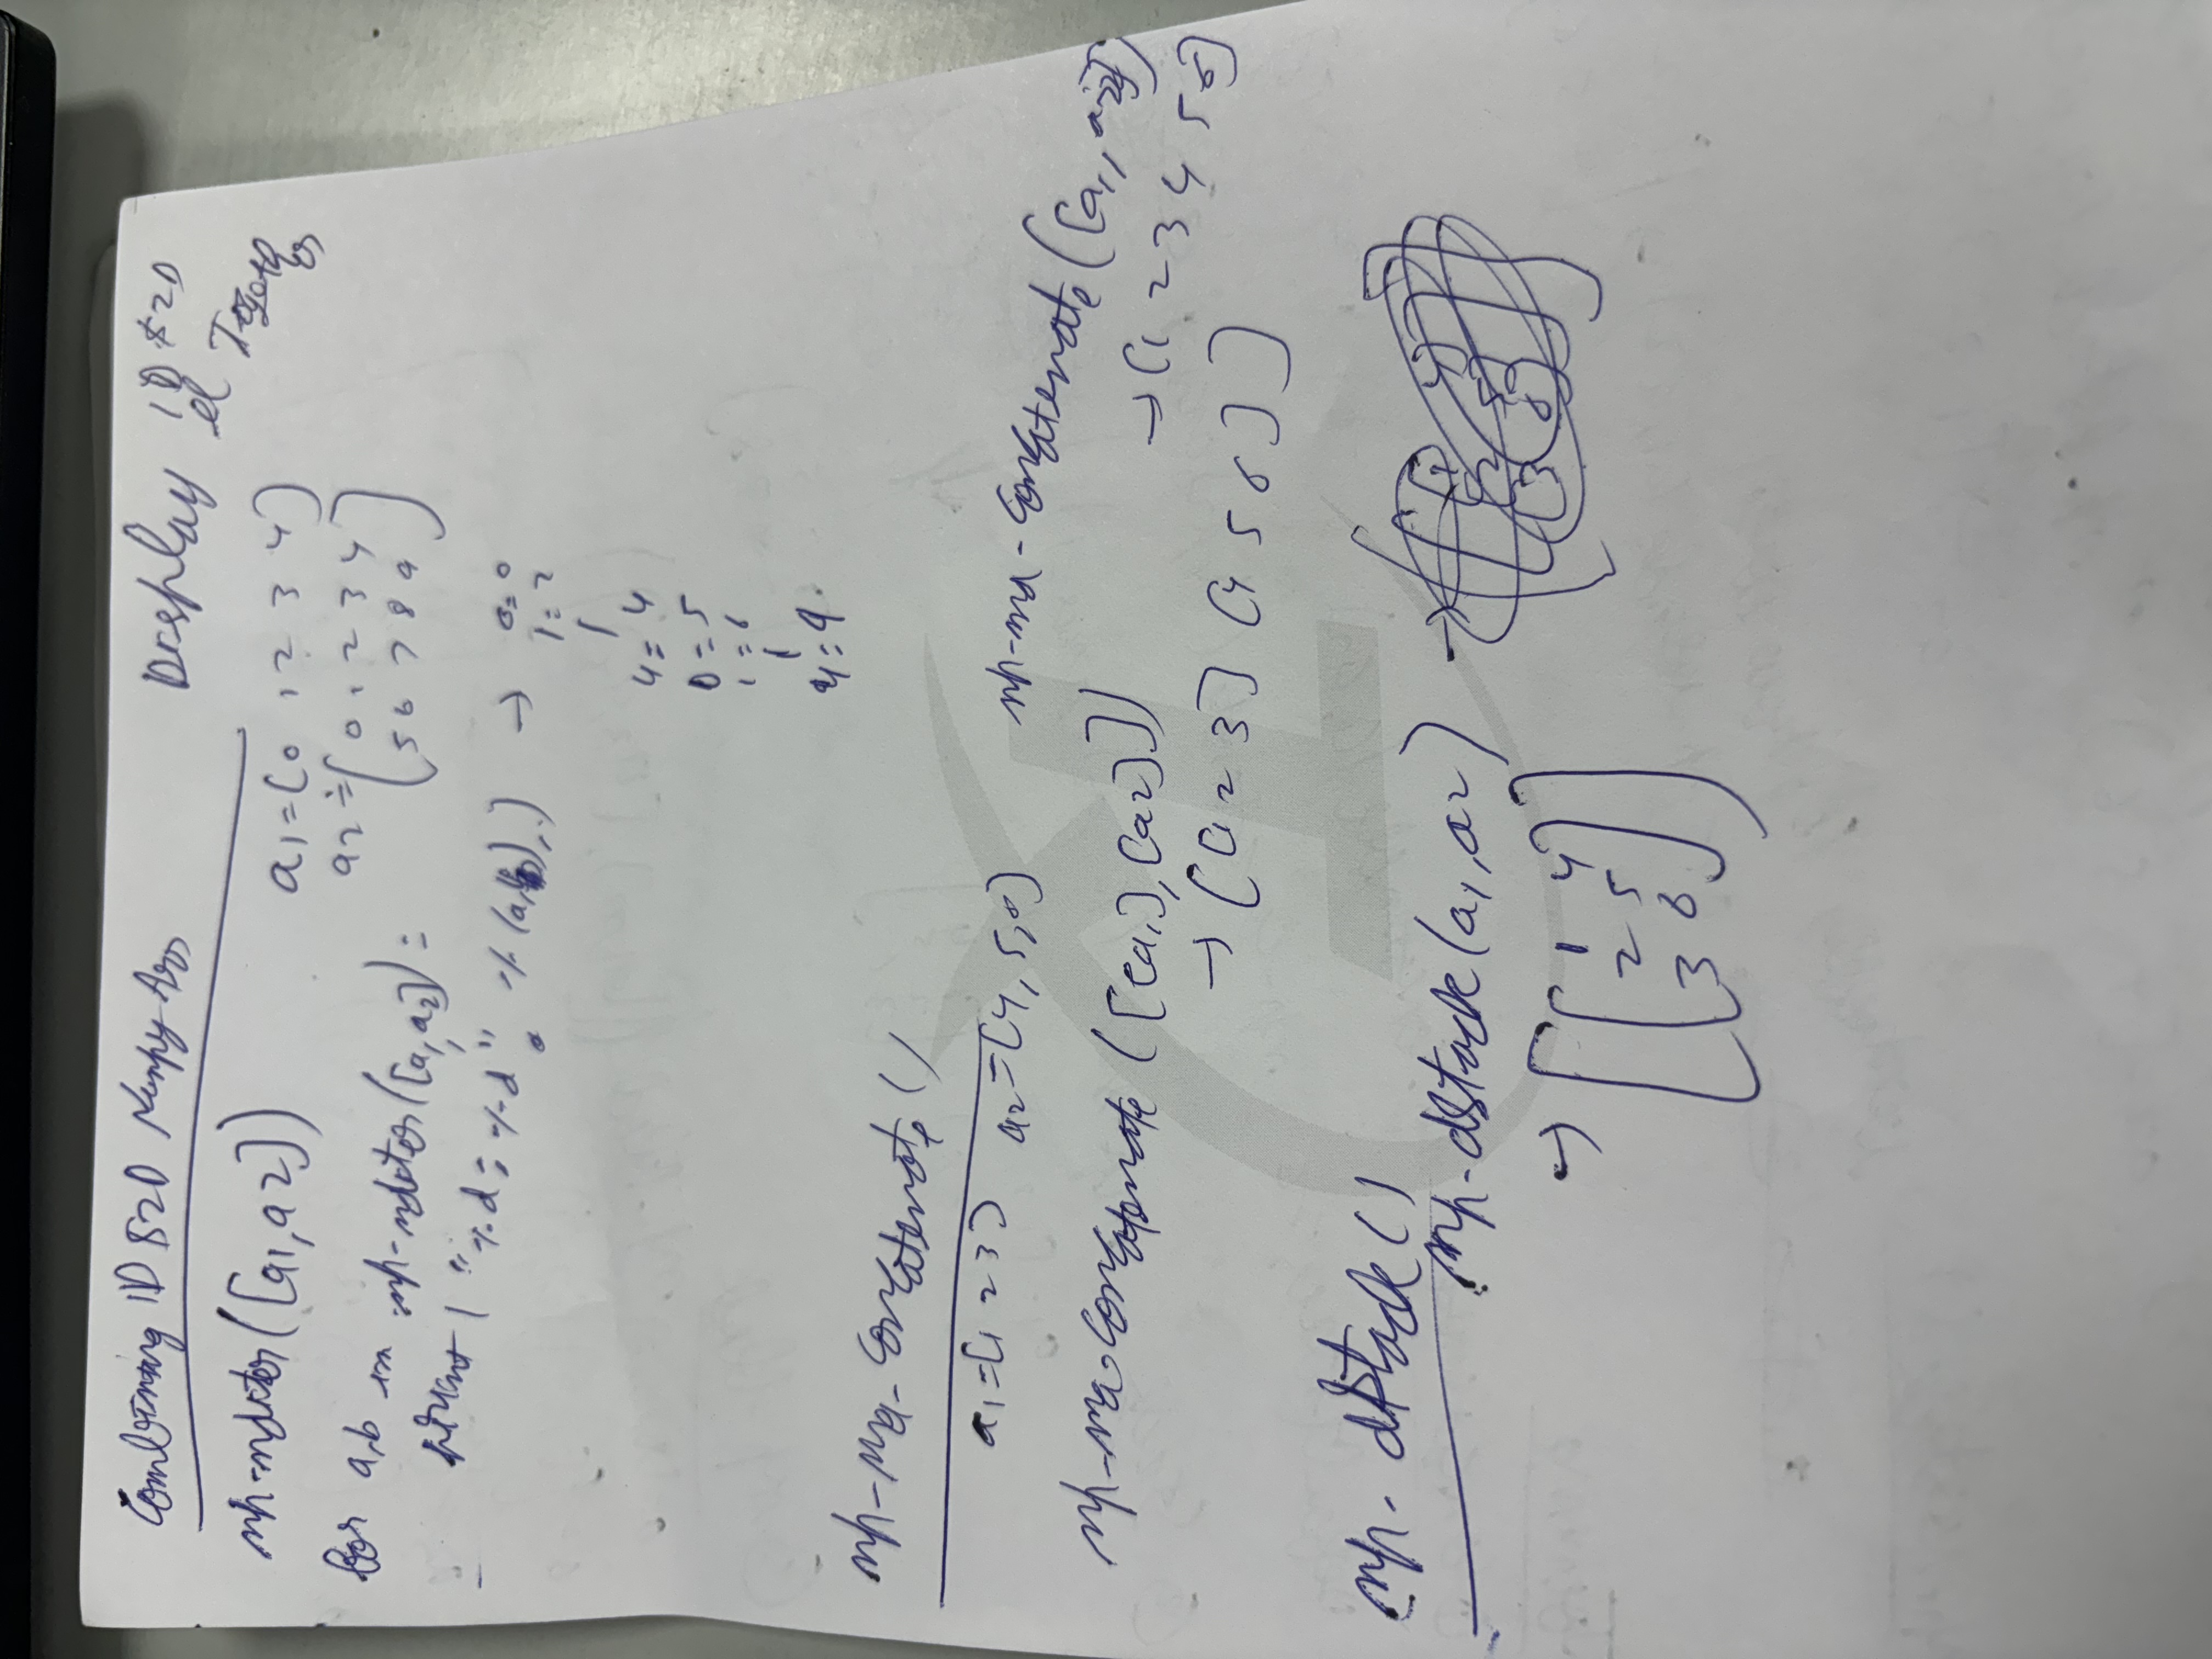 Combining 1D & 2D Numpy Arrs
Display 1D & 2D
el Together
np-nditer([a1,a2])
a1=[0 1 2 3 4]
a2=[0 1 2 3 4
5 6 7 8 9]
for a,b in np-nditer([a1,a2]):
print("%d:%d" % (a,b),)
→ 0:0
1:2
4:4
0:5
1:6
4:9
np-ma-concatenate()
a1=[1 2 3] a2=[4,5,6]
np-ma-concatenate([a1,a2])
→[1 2 3 4 5 6]
np-ma.concatenate([[a1],[a2]])
→[[1 2 3] [4 5 6]]
np. dstack()
np-dstack(a1,a2)
→[[1 4
2 5
3 6]]